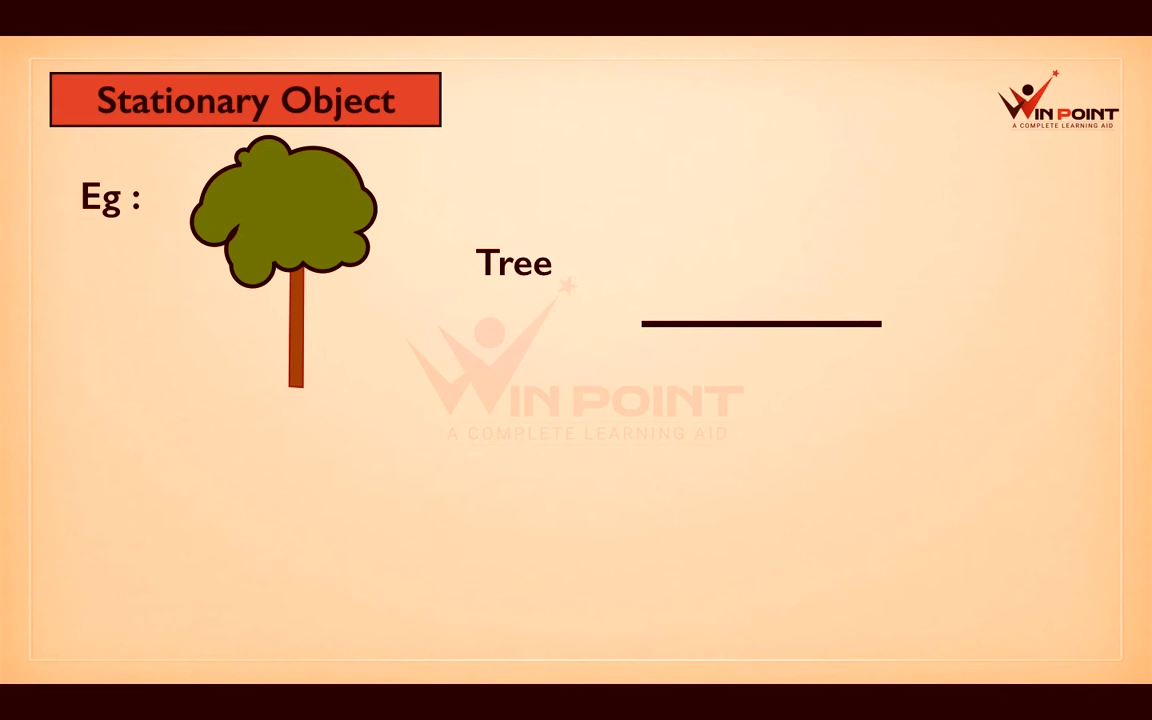 Stationary Object
WIN POINT
A COMPLETE LEARNING AID
Eg :
Tree
WIN POINT
A COMPLETE LEARNING AID